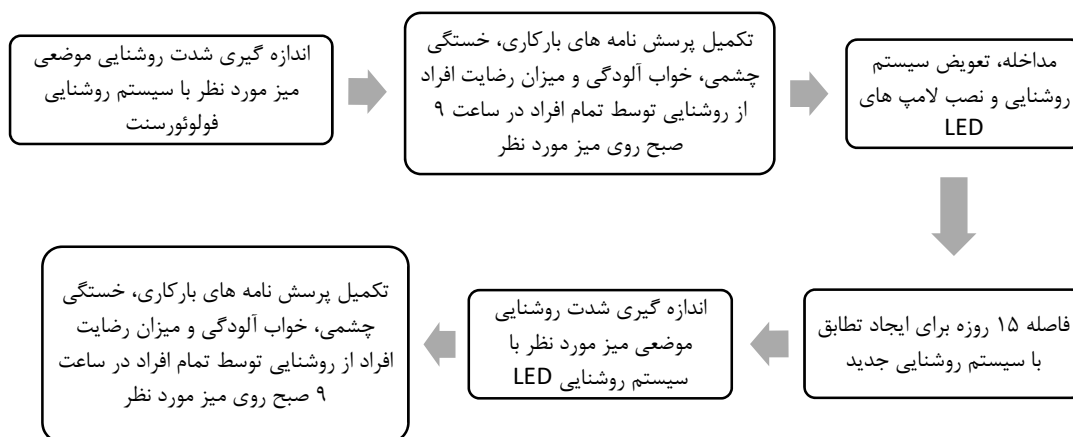 اندازه گیری شدت روشنایی موضعی
میز مورد نظر با سیستم روشنایی
فولوئورسنت
تکمیل پرسش نامه های بارکاری، خستگی
چشمی، خواب آلودگی و میزان رضایت افراد
از روشنایی توسط تمام افراد در ساعت ۹
صبح روی میز مورد نظر
مداخله، تعویض سیستم
روشنایی و نصب لامپ های
LED
فاصله ۱۵ روزه برای ایجاد تطابق
با سیستم روشنایی جدید
اندازه گیری شدت روشنایی
موضعی میز مورد نظر با
سیستم روشنایی LED
تکمیل پرسش نامه های بارکاری، خستگی
چشمی، خواب آلودگی و میزان رضایت
افراد از روشنایی توسط تمام افراد در ساعت
۹ صبح روی میز مورد نظر